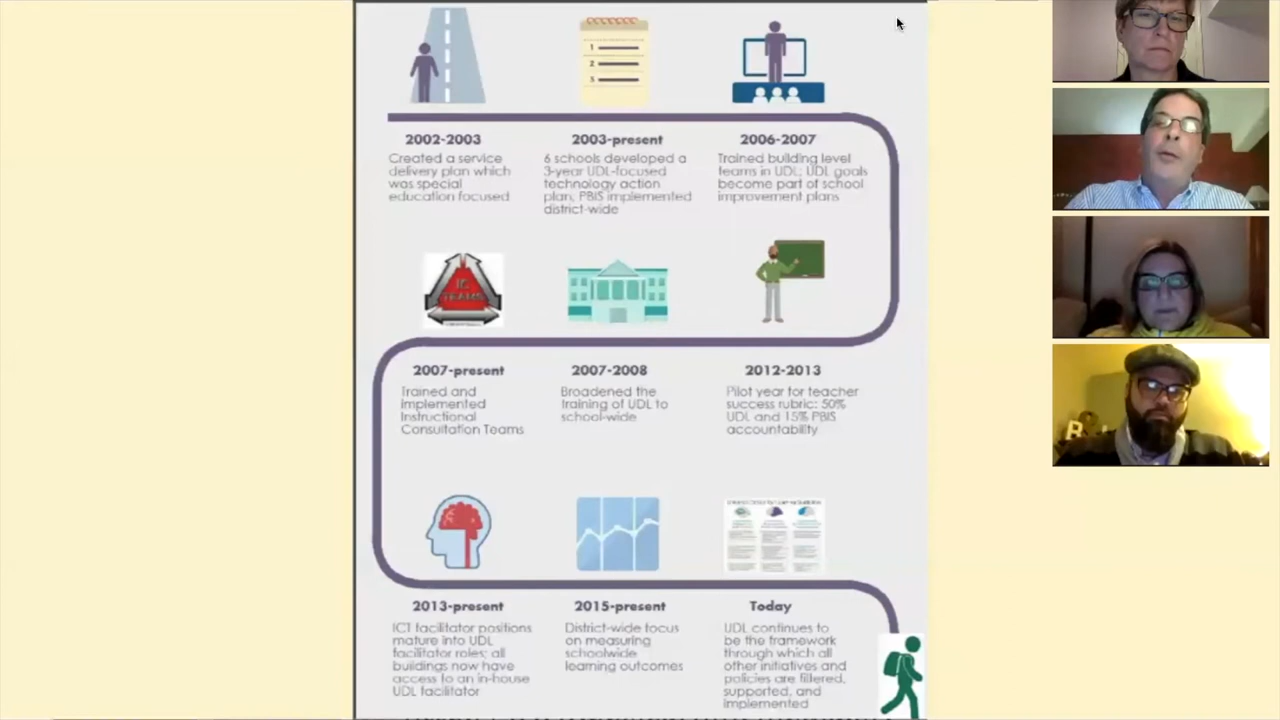 1
2
3
2002-2003
Created a service
delivery plan which
was special
education focused
2003-present
6 schools developed a
3-year UDL-focused
technology action
plan, PBIS implemented
district-wide
2006-2007
Trained building level
teams in UDL; UDL goals
become part of school
improvement plans
IC
TEAMS
2007-present
Trained and
implemented
Instructional
Consultation Teams
2007-2008
Broadened the
training of UDL to
school-wide
2012-2013
Pilot year for teacher
success rubric: 50%
UDL and 15% PBIS
accountability
2013-present
ICT facilitator positions
mature into UDL
facilitator roles; all
buildings now have
access to an in-house
UDL facilitator
2015-present
District-wide focus
on measuring
schoolwide
learning outcomes
Today
UDL continues to
be the framework
through which all
other initiatives and
policies are filtered,
supported, and
implemented